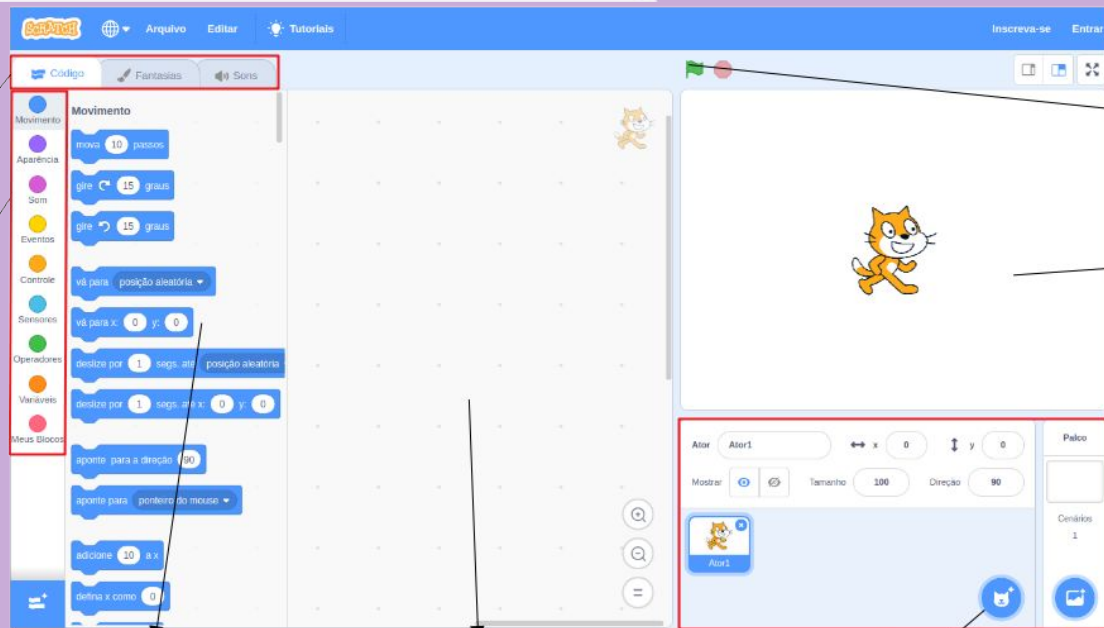 SCRATCH Arquivo Editar Tutoriais Inscreva-se Entrar
Código Fantasias Sons
Movimento
Aparência
Som
Eventos
Controle
Sensores
Operadores
Variáveis
Meus Blocos
Movimento
mova 10 passos
gire 15 graus
gire 15 graus
vá para posição aleatória
vá para x: 0 y: 0
deslize por 1 segs. até posição aleatória
deslize por 1 segs. até x: 0 y: 0
aponte para a direção 90
aponte para ponteiro do mouse
adicione 10 a x
defina x como 0
Ator Ator1 x 0 y 0
Mostrar Tamanho 100 Direção 90
Ator1
Palco
Cenários
1